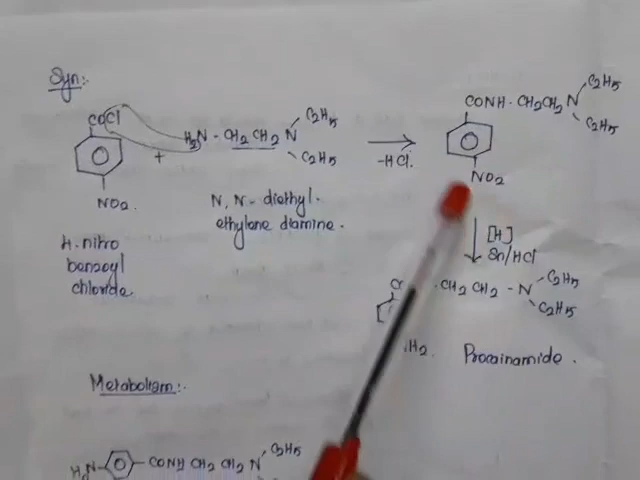 Syn:-
COCl
+
H2N - CH2 CH2 N
C2H5
C2H5
NO2.
4. nitro
benzoyl
chloride
N, N - diethyl.
ethylene diamine.
-HCl.
CONH. CH2CH2 N
C2H5
C2H5
NO2
[H]
Sn/HCl
. CH2 CH2 - N
C2H5
C2H5
H2.
Procainamide.
Metabolism:-
H2N- -CONH CH2 CH2 N
C2H5